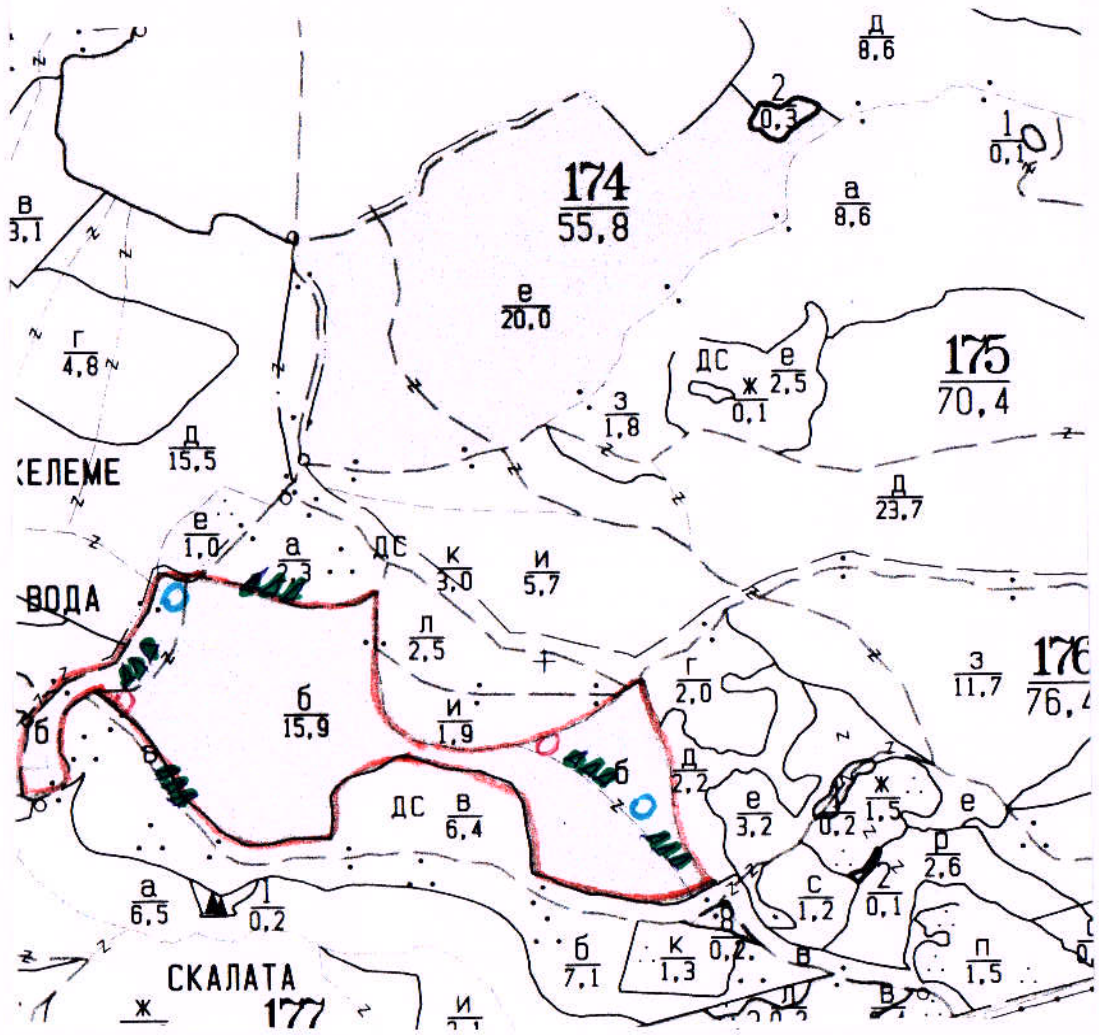 Д
8,6
2
0,3
1
0,1
174
55,8
а
8,6
В
3,1
е
20,0
Г
4,8
175
70,4
ДС
е
2,5
Ж
0,1
З
1,8
Д
15,5
Д
23,7
е
1,0
а
2,3
ДС
К
3,0
И
5,7
ВОДА
Л
2,5
З
11,7
176
Г
2,0
б
15,9
И
1,9
б
б
Д
2,2
ДС
В
6,4
е
3,2
0,2
Ж
1,5
е
Р
2,6
а
6,5
1
0,2
С
1,2
2
0,1
б
7,1
К
1,3
В
0,2
в
П
1,5
СКАЛАТА
Ж
177
И